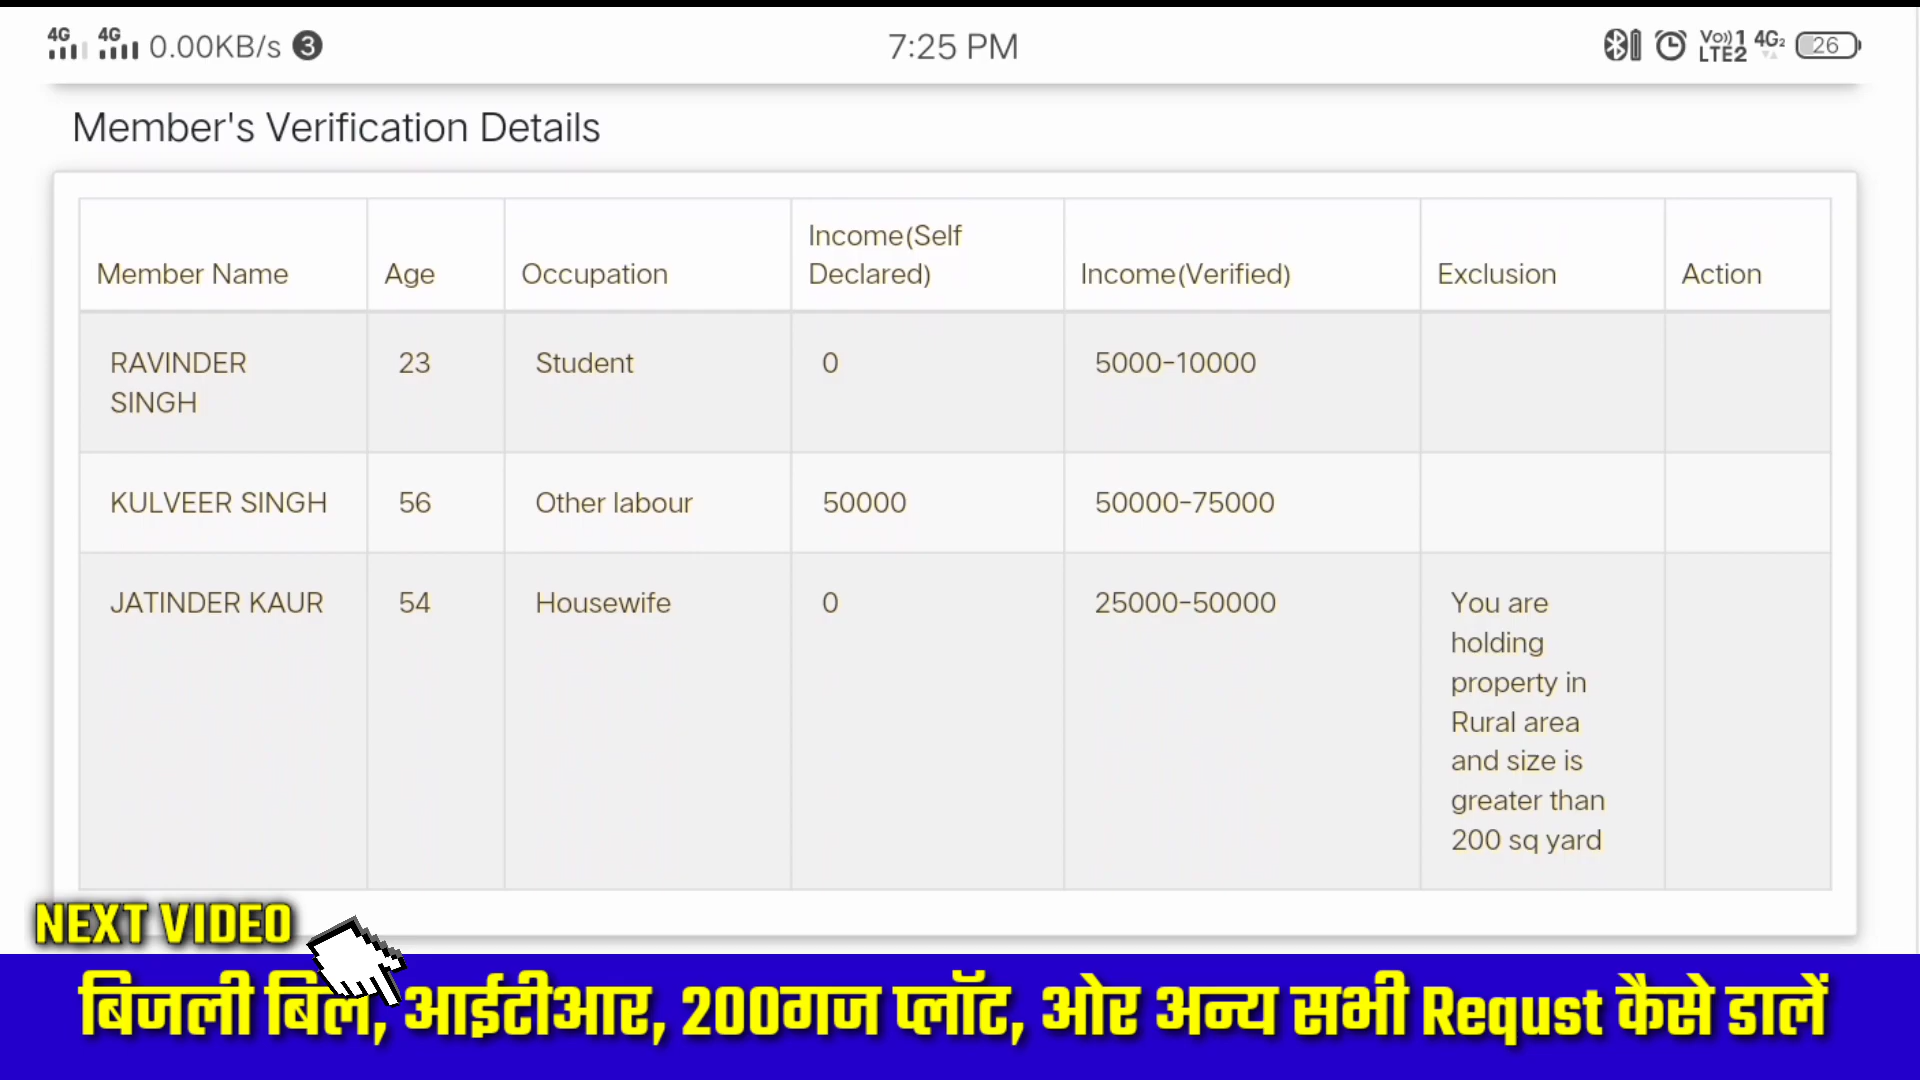 4G 4G 0.00KB/s 3 7:25 PM Vo)) 1 LTE2 4G2 26
Member's Verification Details
Member Name Age Occupation Income(Self Declared) Income(Verified) Exclusion Action
RAVINDER SINGH 23 Student 0 5000-10000
KULVEER SINGH 56 Other labour 50000 50000-75000
JATINDER KAUR 54 Housewife 0 25000-50000 You are
holding
property in
Rural area
and size is
greater than
200 sq yard
NEXT VIDEO
बिजली बिल, आईटीआर, 200गज प्लॉट, ओर अन्य सभी Requst कैसे डालें